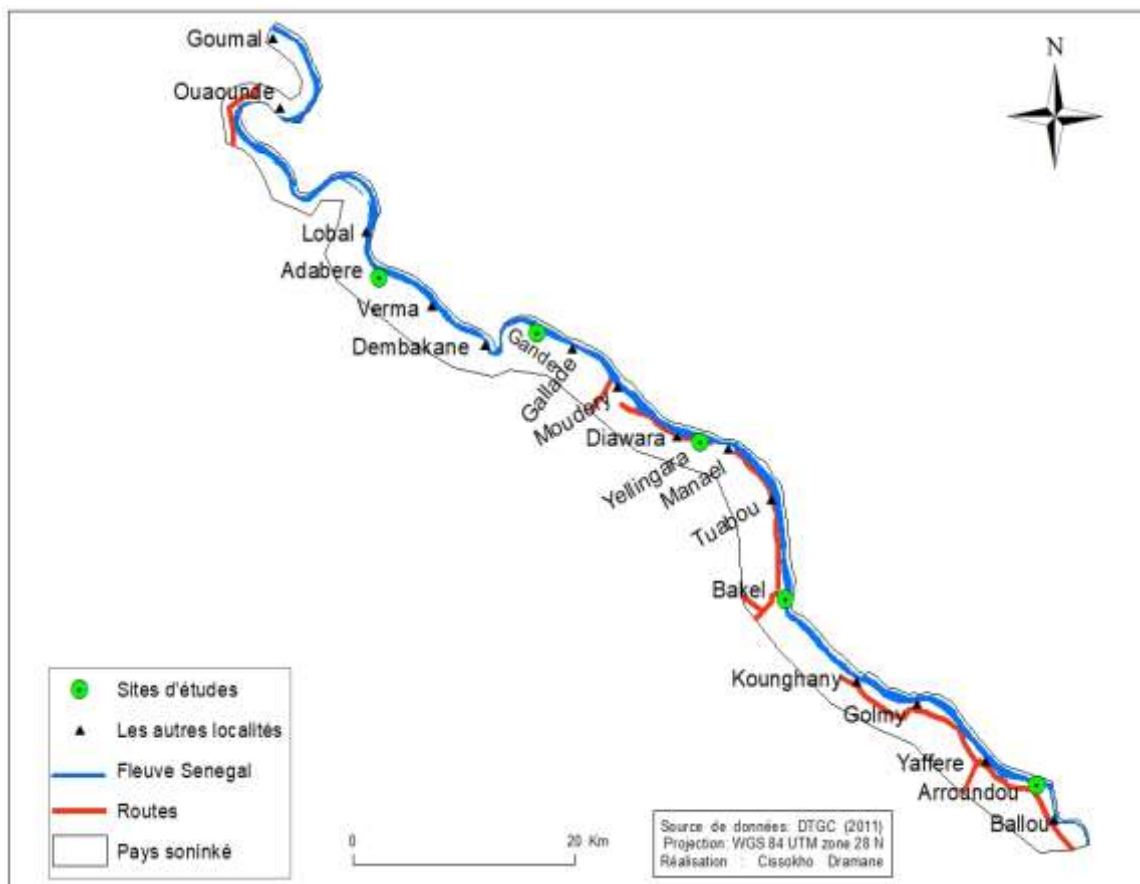 N
Goumal
Ouaounde
Lobal
Adabere
Verma
Dembakane
Gande
Gallade
Moudery
Diawara
Yellingara
Manael
Tuabou
Bakel
Kounghany
Golmy
Yaffere
Arroundou
Ballou
Sites d'études
Les autres localités
Fleuve Senegal
Routes
Pays soninké
0 20 Km
Source de données: DTGC (2011)
Projection: WGS 84 UTM zone 28 N
Réalisation : Cissokho Dramane